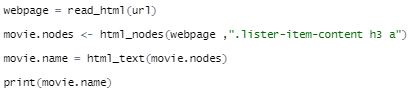 webpage = read_html(url)
movie.nodes <- html_nodes(webpage ,".lister-item-content h3 a")
movie.name = html_text(movie.nodes)
print(movie.name)